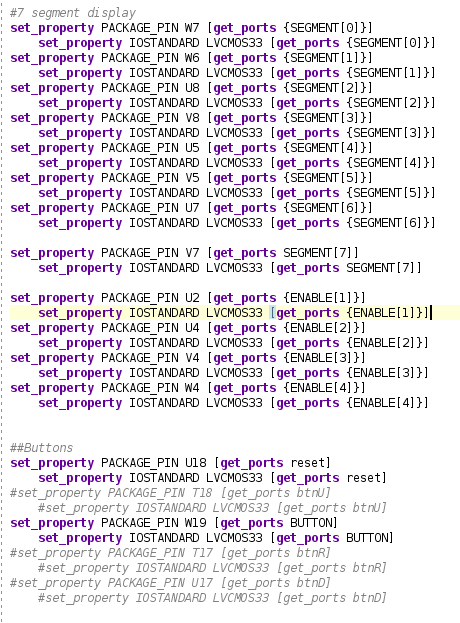 #7 segment display
set_property PACKAGE_PIN W7 [get_ports {SEGMENT[0]}]
set_property IOSTANDARD LVCMOS33 [get_ports {SEGMENT[0]}]
set_property PACKAGE_PIN W6 [get_ports {SEGMENT[1]}]
set_property IOSTANDARD LVCMOS33 [get_ports {SEGMENT[1]}]
set_property PACKAGE_PIN U8 [get_ports {SEGMENT[2]}]
set_property IOSTANDARD LVCMOS33 [get_ports {SEGMENT[2]}]
set_property PACKAGE_PIN V8 [get_ports {SEGMENT[3]}]
set_property IOSTANDARD LVCMOS33 [get_ports {SEGMENT[3]}]
set_property PACKAGE_PIN U5 [get_ports {SEGMENT[4]}]
set_property IOSTANDARD LVCMOS33 [get_ports {SEGMENT[4]}]
set_property PACKAGE_PIN V5 [get_ports {SEGMENT[5]}]
set_property IOSTANDARD LVCMOS33 [get_ports {SEGMENT[5]}]
set_property PACKAGE_PIN U7 [get_ports {SEGMENT[6]}]
set_property IOSTANDARD LVCMOS33 [get_ports {SEGMENT[6]}]
set_property PACKAGE_PIN V7 [get_ports SEGMENT[7]]
set_property IOSTANDARD LVCMOS33 [get_ports SEGMENT[7]]
set_property PACKAGE_PIN U2 [get_ports {ENABLE[1]}]
set_property IOSTANDARD LVCMOS33 [get_ports {ENABLE[1]}]
set_property PACKAGE_PIN U4 [get_ports {ENABLE[2]}]
set_property IOSTANDARD LVCMOS33 [get_ports {ENABLE[2]}]
set_property PACKAGE_PIN V4 [get_ports {ENABLE[3]}]
set_property IOSTANDARD LVCMOS33 [get_ports {ENABLE[3]}]
set_property PACKAGE_PIN W4 [get_ports {ENABLE[4]}]
set_property IOSTANDARD LVCMOS33 [get_ports {ENABLE[4]}]
##Buttons
set_property PACKAGE_PIN U18 [get_ports reset]
set_property IOSTANDARD LVCMOS33 [get_ports reset]
#set_property PACKAGE_PIN T18 [get_ports btnU]
#set_property IOSTANDARD LVCMOS33 [get_ports btnU]
set_property PACKAGE_PIN W19 [get_ports BUTTON]
set_property IOSTANDARD LVCMOS33 [get_ports BUTTON]
#set_property PACKAGE_PIN T17 [get_ports btnR]
#set_property IOSTANDARD LVCMOS33 [get_ports btnR]
#set_property PACKAGE_PIN U17 [get_ports btnD]
#set_property IOSTANDARD LVCMOS33 [get_ports btnD]